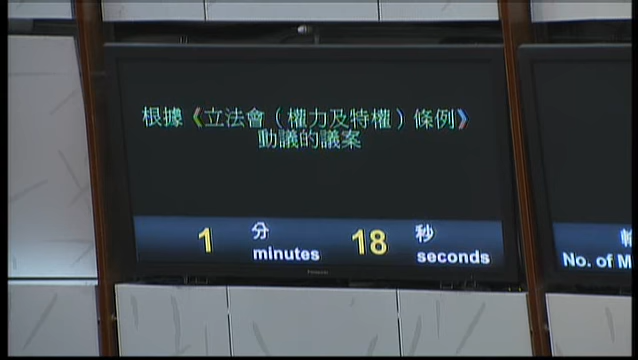 根據《立法會（權力及特權）條例》
動議的議案
1 分 minutes 18 秒 seconds
No. of M